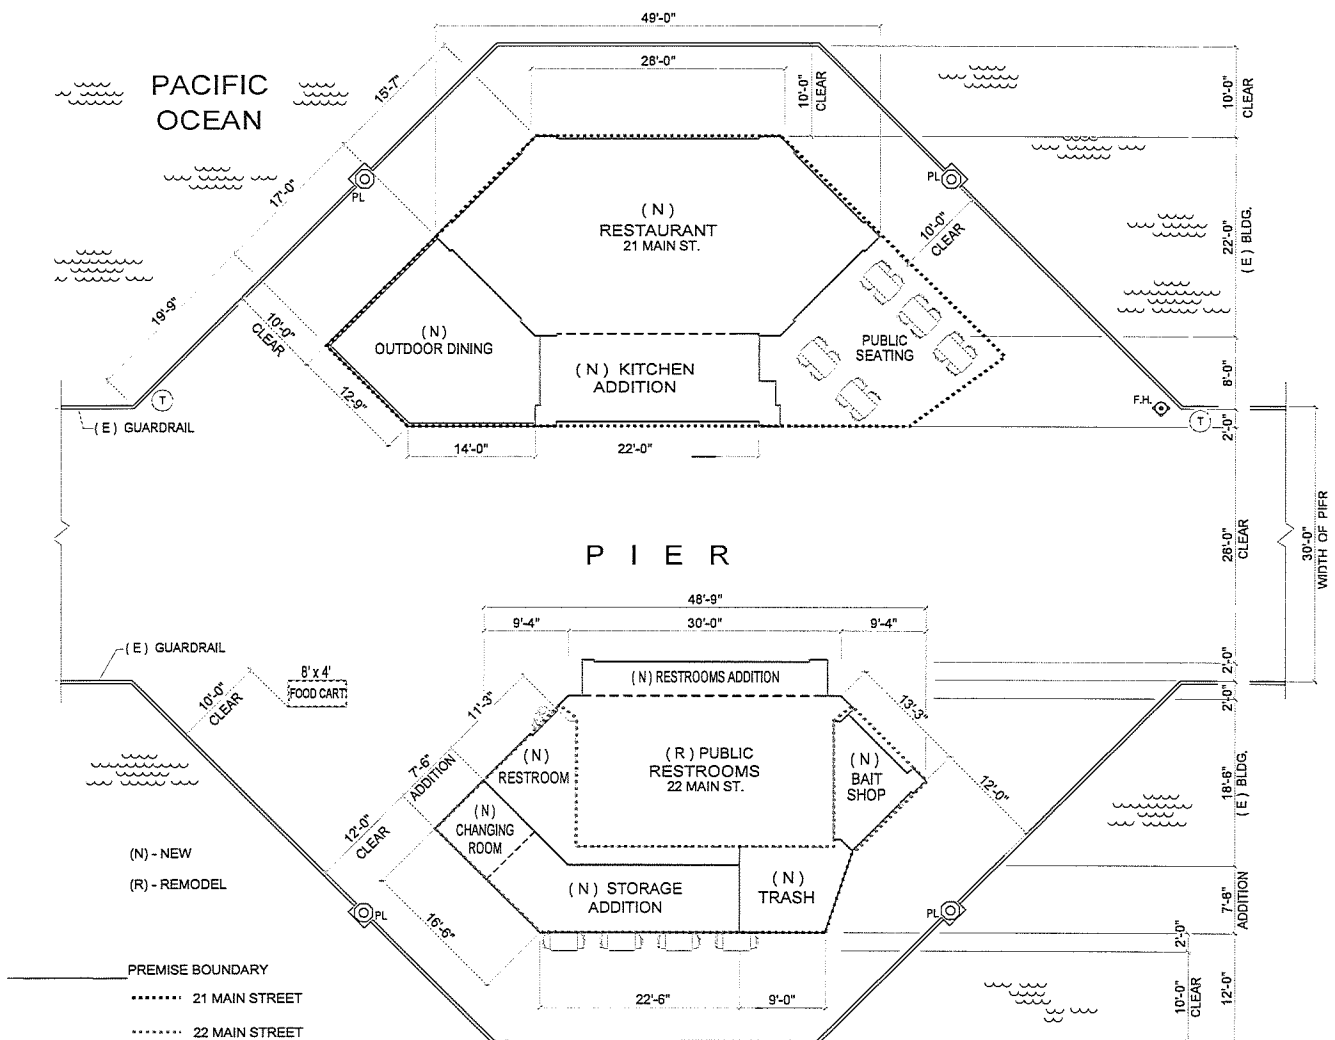 49'-0"
28'-0"
PACIFIC
OCEAN
15'-7"
10'-0"
CLEAR
10'-0"
CLEAR
17'-0"
PL
PL
( N )
RESTAURANT
21 MAIN ST.
10'-0"
CLEAR
22'-0"
( E ) BLDG.
19'-9"
10'-0"
CLEAR
( N )
OUTDOOR DINING
PUBLIC
SEATING
( N ) KITCHEN
ADDITION
12'-9"
8'-0"
T
F.H.
T
( E ) GUARDRAIL
2'-0"
14'-0"
22'-0"
P I E R
26'-0"
CLEAR
30'-0"
WIDTH OF PIER
48'-9"
9'-4"
30'-0"
9'-4"
( E ) GUARDRAIL
2'-0"
8' x 4'
FOOD CART
10'-0"
CLEAR
( N ) RESTROOMS ADDITION
2'-0"
11'-3"
13'-3"
( N )
RESTROOM
( R ) PUBLIC
RESTROOMS
22 MAIN ST.
( N )
BAIT
SHOP
7'-6"
ADDITION
12'-0"
18'-6"
( E ) BLDG.
12'-0"
CLEAR
( N )
CHANGING
ROOM
(N) - NEW
(R) - REMODEL
( N ) STORAGE
ADDITION
( N )
TRASH
7'-6"
ADDITION
16'-6"
PL
PL
2'-0"
PREMISE BOUNDARY
21 MAIN STREET
22 MAIN STREET
22'-6"
9'-0"
10'-0"
CLEAR
12'-0"